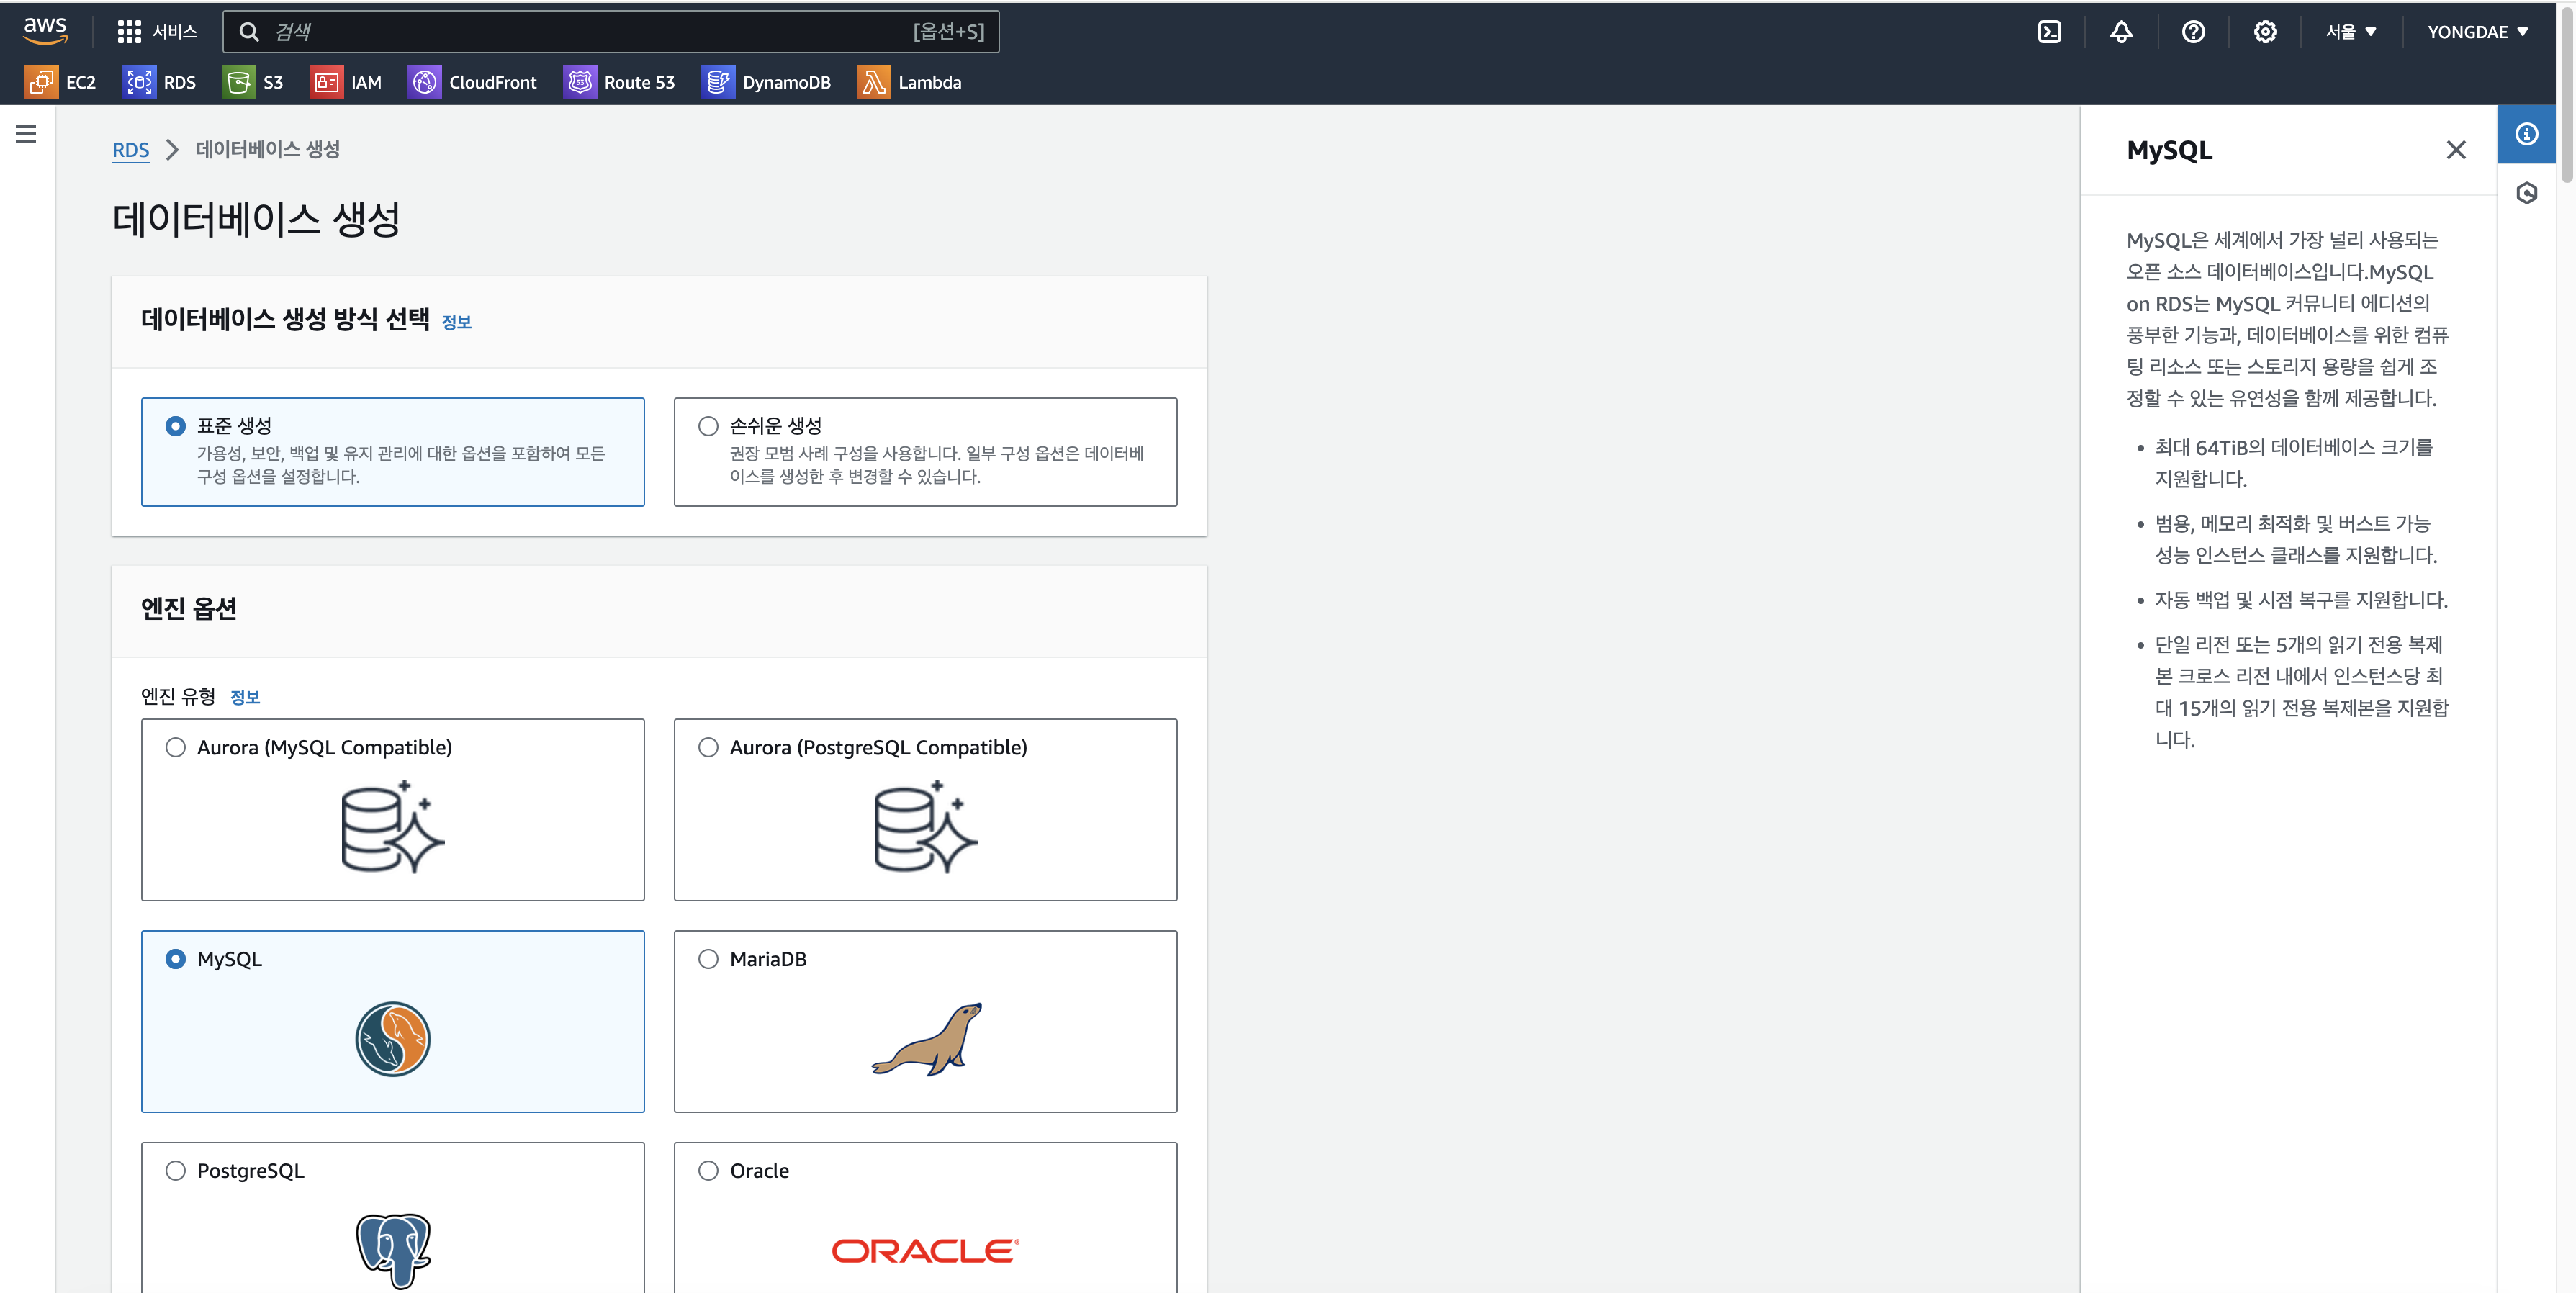 aws
서비스
검색
[옵션+S]
서울 ▼
YONGDAE ▼
EC2
RDS
S3
IAM
CloudFront
Route 53
DynamoDB
Lambda
RDS > 데이터베이스 생성
데이터베이스 생성
데이터베이스 생성 방식 선택 정보
표준 생성
가용성, 보안, 백업 및 유지 관리에 대한 옵션을 포함하여 모든
구성 옵션을 설정합니다.
손쉬운 생성
권장 모범 사례 구성을 사용합니다. 일부 구성 옵션은 데이터베
이스를 생성한 후 변경할 수 있습니다.
엔진 옵션
엔진 유형 정보
Aurora (MySQL Compatible)
Aurora (PostgreSQL Compatible)
MySQL
MariaDB
PostgreSQL
Oracle
ORACLE®
MySQL
MySQL은 세계에서 가장 널리 사용되는
오픈 소스 데이터베이스입니다.MySQL
on RDS는 MySQL 커뮤니티 에디션의
풍부한 기능과, 데이터베이스를 위한 컴퓨
팅 리소스 또는 스토리지 용량을 쉽게 조
정할 수 있는 유연성을 함께 제공합니다.
• 최대 64TiB의 데이터베이스 크기를
지원합니다.
• 범용, 메모리 최적화 및 버스트 가능
성능 인스턴스 클래스를 지원합니다.
• 자동 백업 및 시점 복구를 지원합니다.
• 단일 리전 또는 5개의 읽기 전용 복제
본 크로스 리전 내에서 인스턴스당 최
대 15개의 읽기 전용 복제본을 지원합
니다.